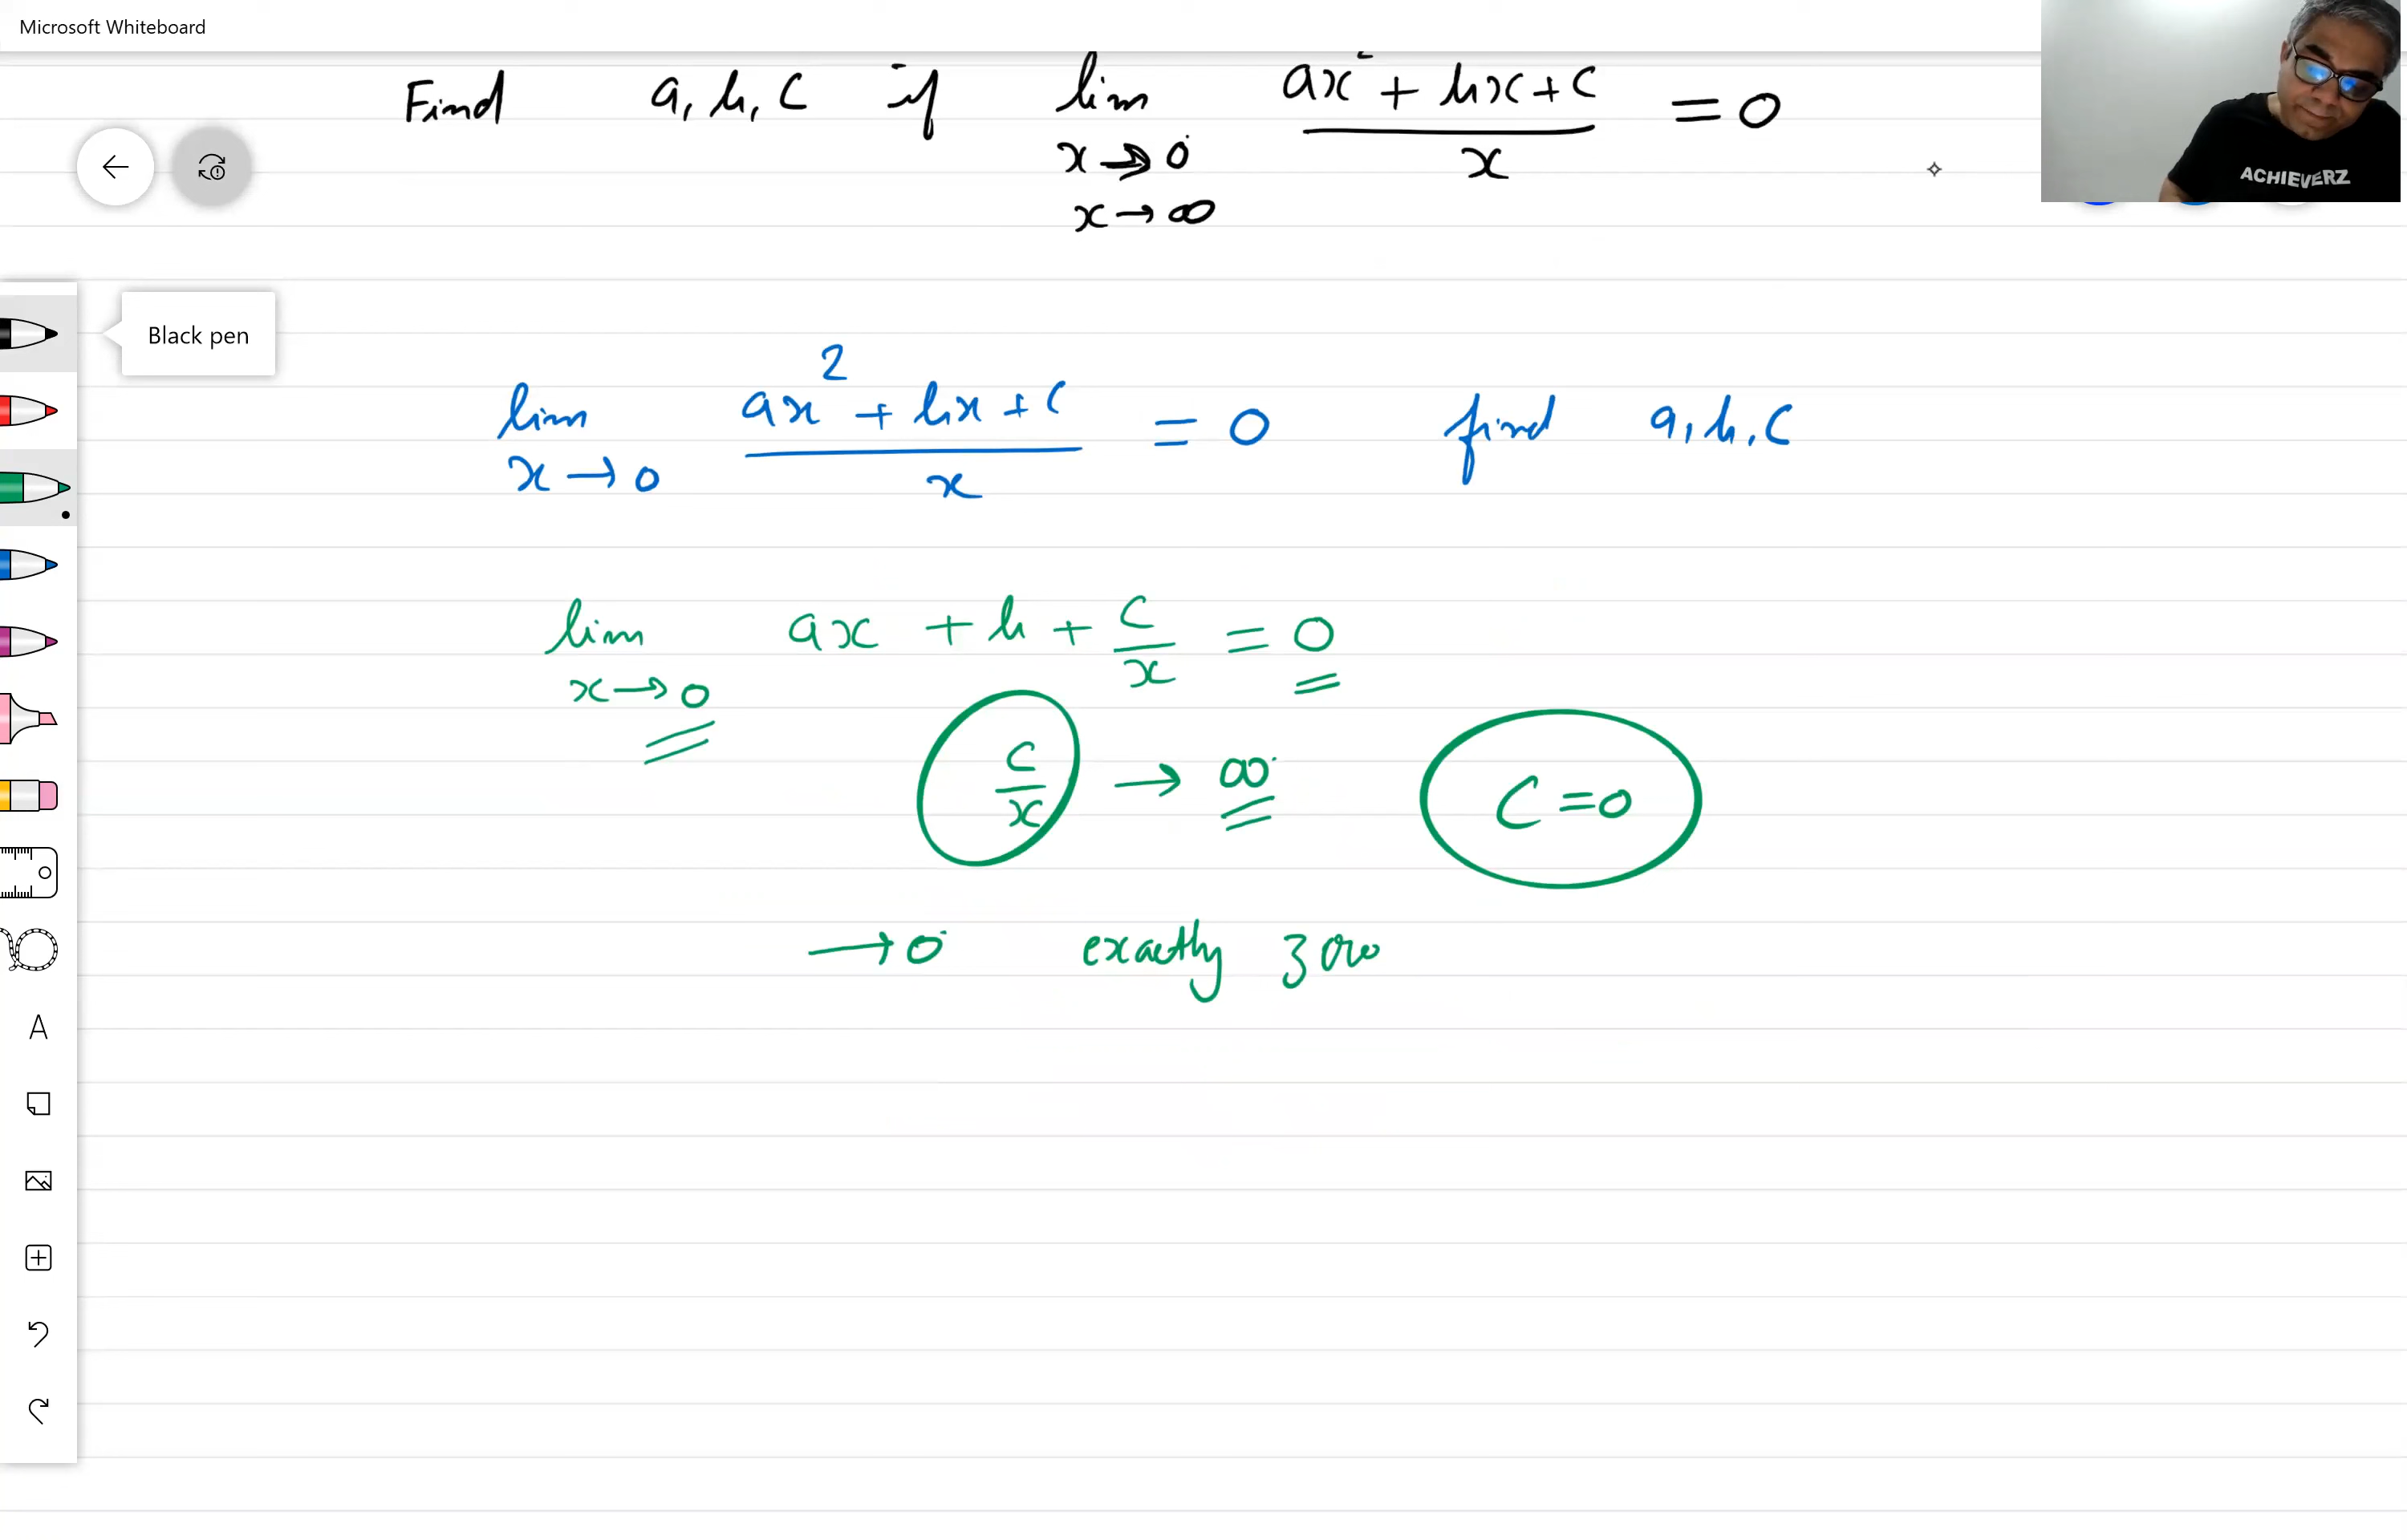 Microsoft Whiteboard
Find a, b, c if lim ax² + bx + c = 0
x → 0 x
x → ∞
ACHIEVERZ
Black pen
lim ax² + bx + c = 0 find a, b, c
x → 0 x
lim ax + b + c/x = 0
x → 0
c/x → ∞ C = 0
→ 0 exactly zero
A